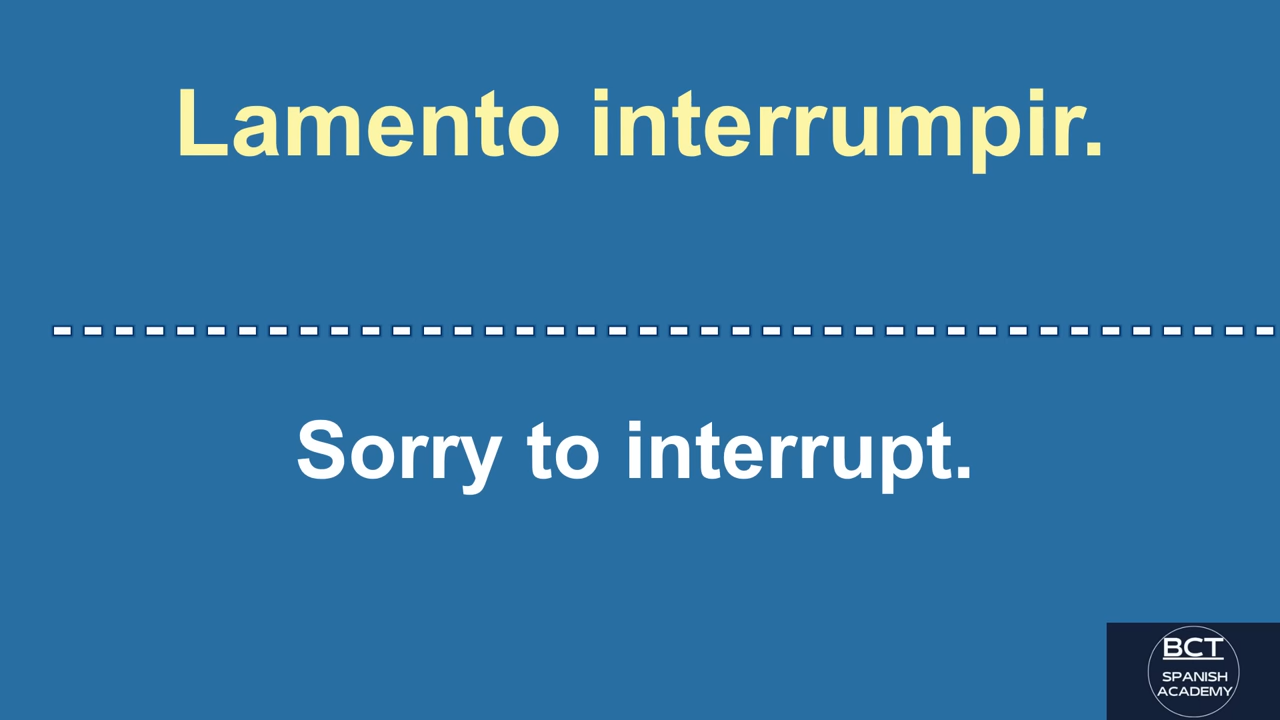 Lamento interrumpir.
Sorry to interrupt.
BCT
SPANISH
ACADEMY